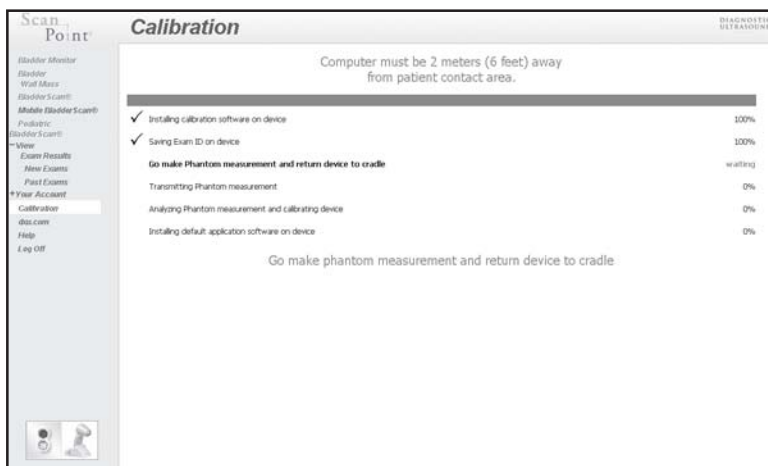 Scan
Point
Calibration
DIAGNOSTIC
ULTRASOUND
Computer must be 2 meters (6 feet) away
from patient contact area.
Bladder Monitor
Bladder
Wall Mass
BladderScan®
Mobile BladderScan®
Pediatric
BladderScan®
View
Exam Results
New Exams
Past Exams
+Your Account
Calibration
dxu.com
Help
Log Off
Installing calibration software on device 100%
Saving Exam ID on device 100%
Go make Phantom measurement and return device to cradle waiting
Transmitting Phantom measurement 0%
Analyzing Phantom measurement and calibrating device 0%
Installing default application software on device 0%
Go make phantom measurement and return device to cradle